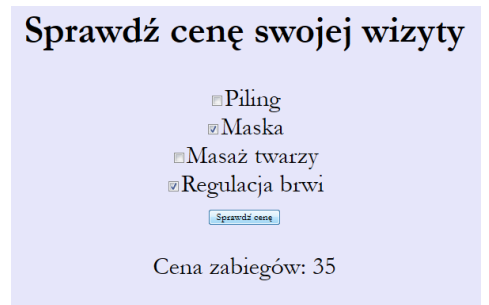 Sprawdź cenę swojej wizyty
Piling
Maska
Masaż twarzy
Regulacja brwi
Sprawdź cenę
Cena zabiegów: 35